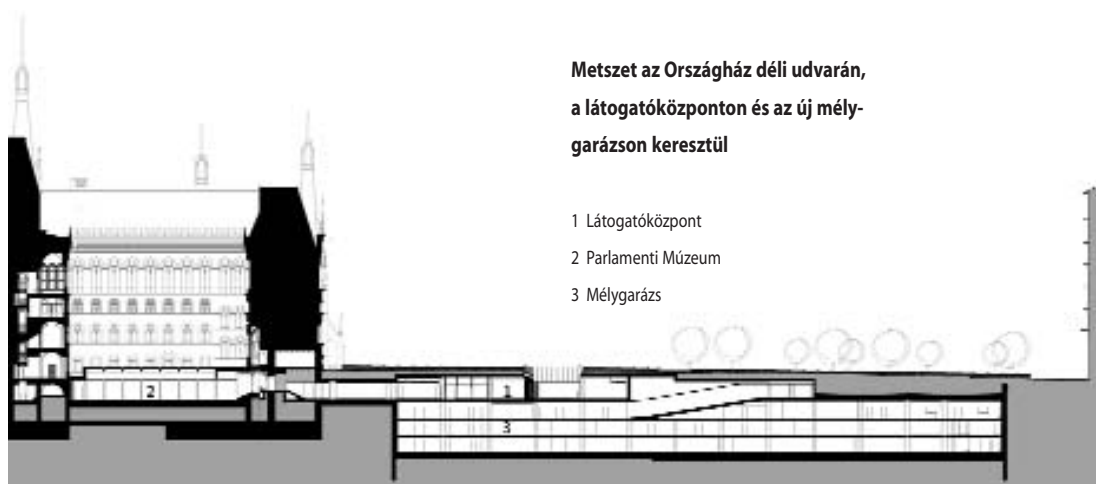 Metszet az Országház déli udvarán,
a látogatóközponton és az új mély-
garázson keresztül
1 Látogatóközpont
2 Parlamenti Múzeum
3 Mélygarázs
2
1
3